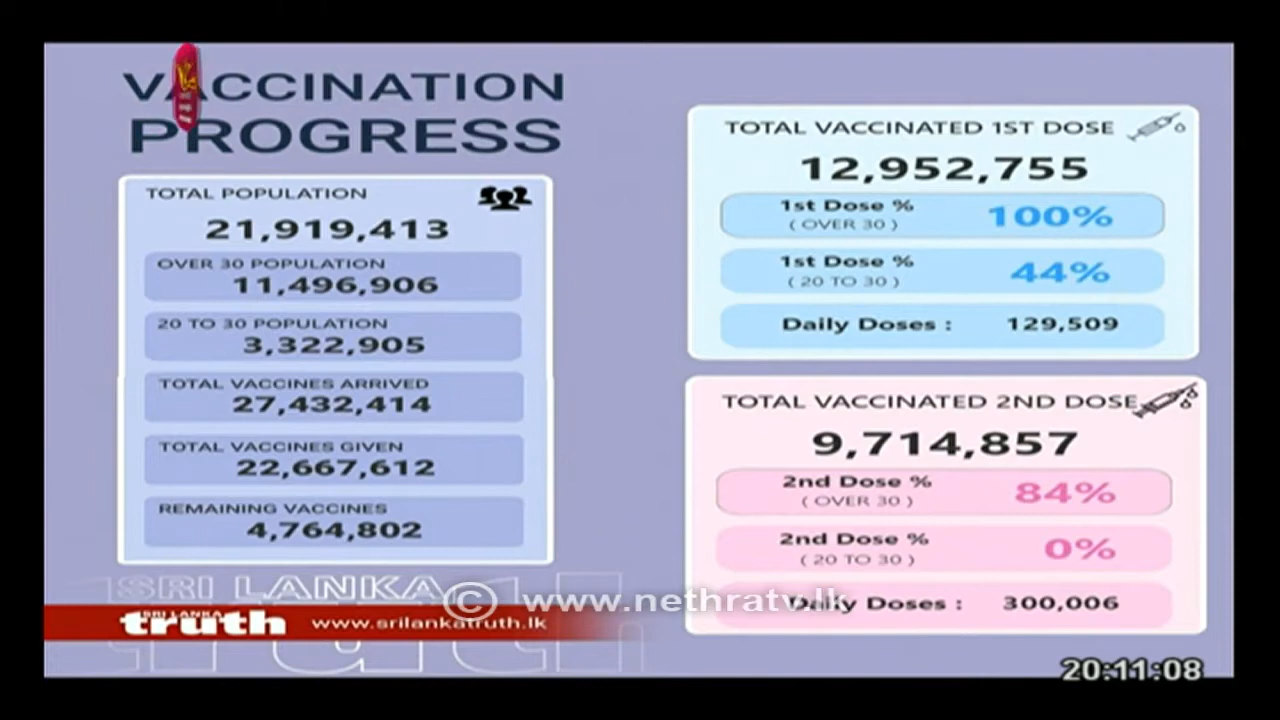 VACCINATION
PROGRESS
TOTAL POPULATION
21,919,413
OVER 30 POPULATION
11,496,906
20 TO 30 POPULATION
3,322,905
TOTAL VACCINES ARRIVED
27,432,414
TOTAL VACCINES GIVEN
22,667,612
REMAINING VACCINES
4,764,802
TOTAL VACCINATED 1ST DOSE
12,952,755
1st Dose % 100%
( OVER 30 )
1st Dose % 44%
( 20 TO 30 )
Daily Doses : 129,509
TOTAL VACCINATED 2ND DOSE
9,714,857
2nd Dose % 84%
( OVER 30 )
2nd Dose % 0%
( 20 TO 30 )
Daily Doses : 300,006
SRI LANKA
© www.nethratv.lk
SRI LANKA
truth www.srilankatruth.lk
20:11:08